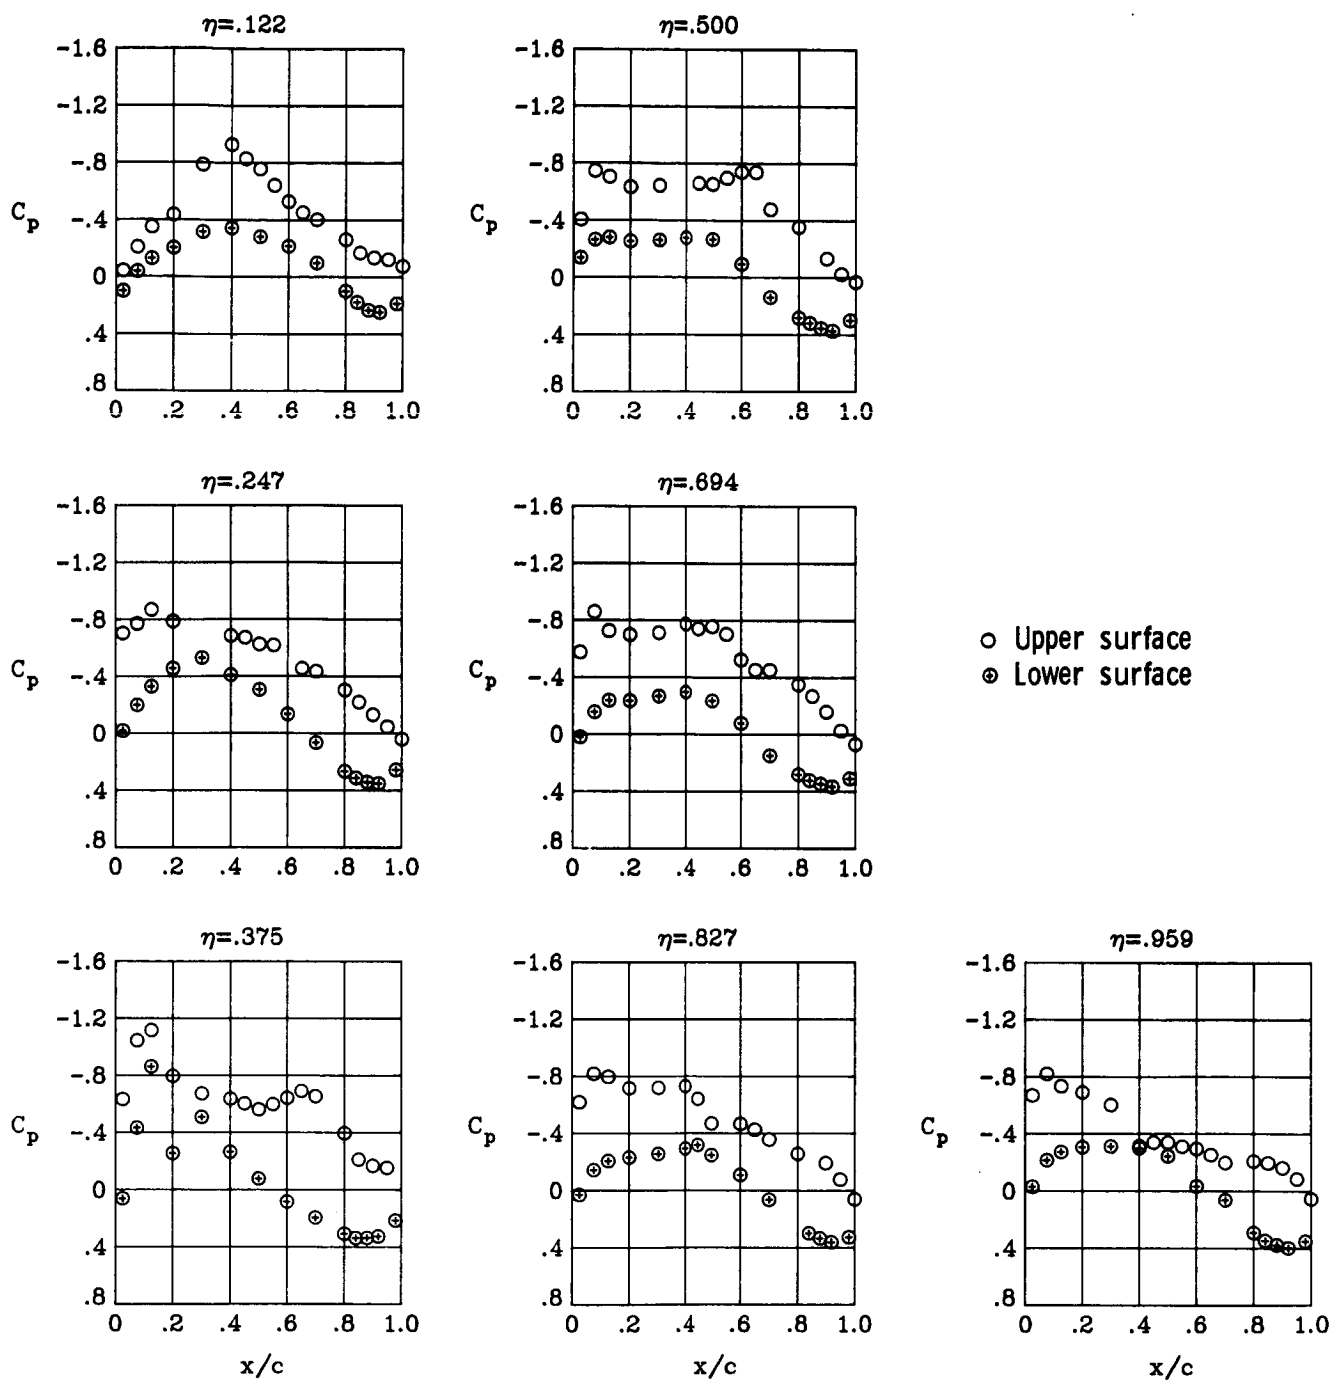 η=.122
-1.6
-1.2
-.8
-.4
0
.4
.8
C_p
0 .2 .4 .6 .8 1.0
η=.500
-1.6
-1.2
-.8
-.4
0
.4
.8
C_p
0 .2 .4 .6 .8 1.0
η=.247
-1.6
-1.2
-.8
-.4
0
.4
.8
C_p
0 .2 .4 .6 .8 1.0
η=.694
-1.6
-1.2
-.8
-.4
0
.4
.8
C_p
0 .2 .4 .6 .8 1.0
Upper surface
Lower surface
η=.375
-1.6
-1.2
-.8
-.4
0
.4
.8
C_p
0 .2 .4 .6 .8 1.0
x/c
η=.827
-1.6
-1.2
-.8
-.4
0
.4
.8
C_p
0 .2 .4 .6 .8 1.0
x/c
η=.959
-1.6
-1.2
-.8
-.4
0
.4
.8
C_p
0 .2 .4 .6 .8 1.0
x/c